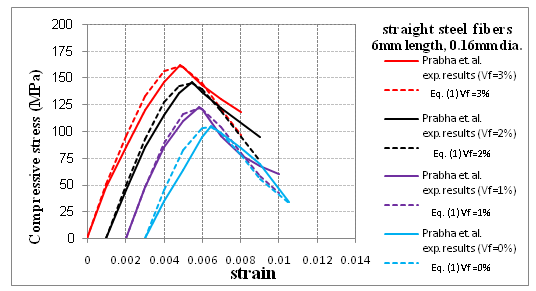 straight steel fibers
6mm length, 0.16mm dia.
Prabha et. al.
exp. results (Vf=3%)
Eq. (1) Vf =3%
Prabha et. al.
exp. results (Vf=2%)
Eq. (1) Vf=2%
Prabha et. al.
exp. results (Vf=1%)
Eq. (1) Vf=1%
Prabha et. al.
exp. results (Vf=0%)
Eq. (1) Vf=0%
Compressive stress (MPa)
200
175
150
125
100
75
50
25
0
0 0.002 0.004 0.006 0.008 0.01 0.012 0.014
strain